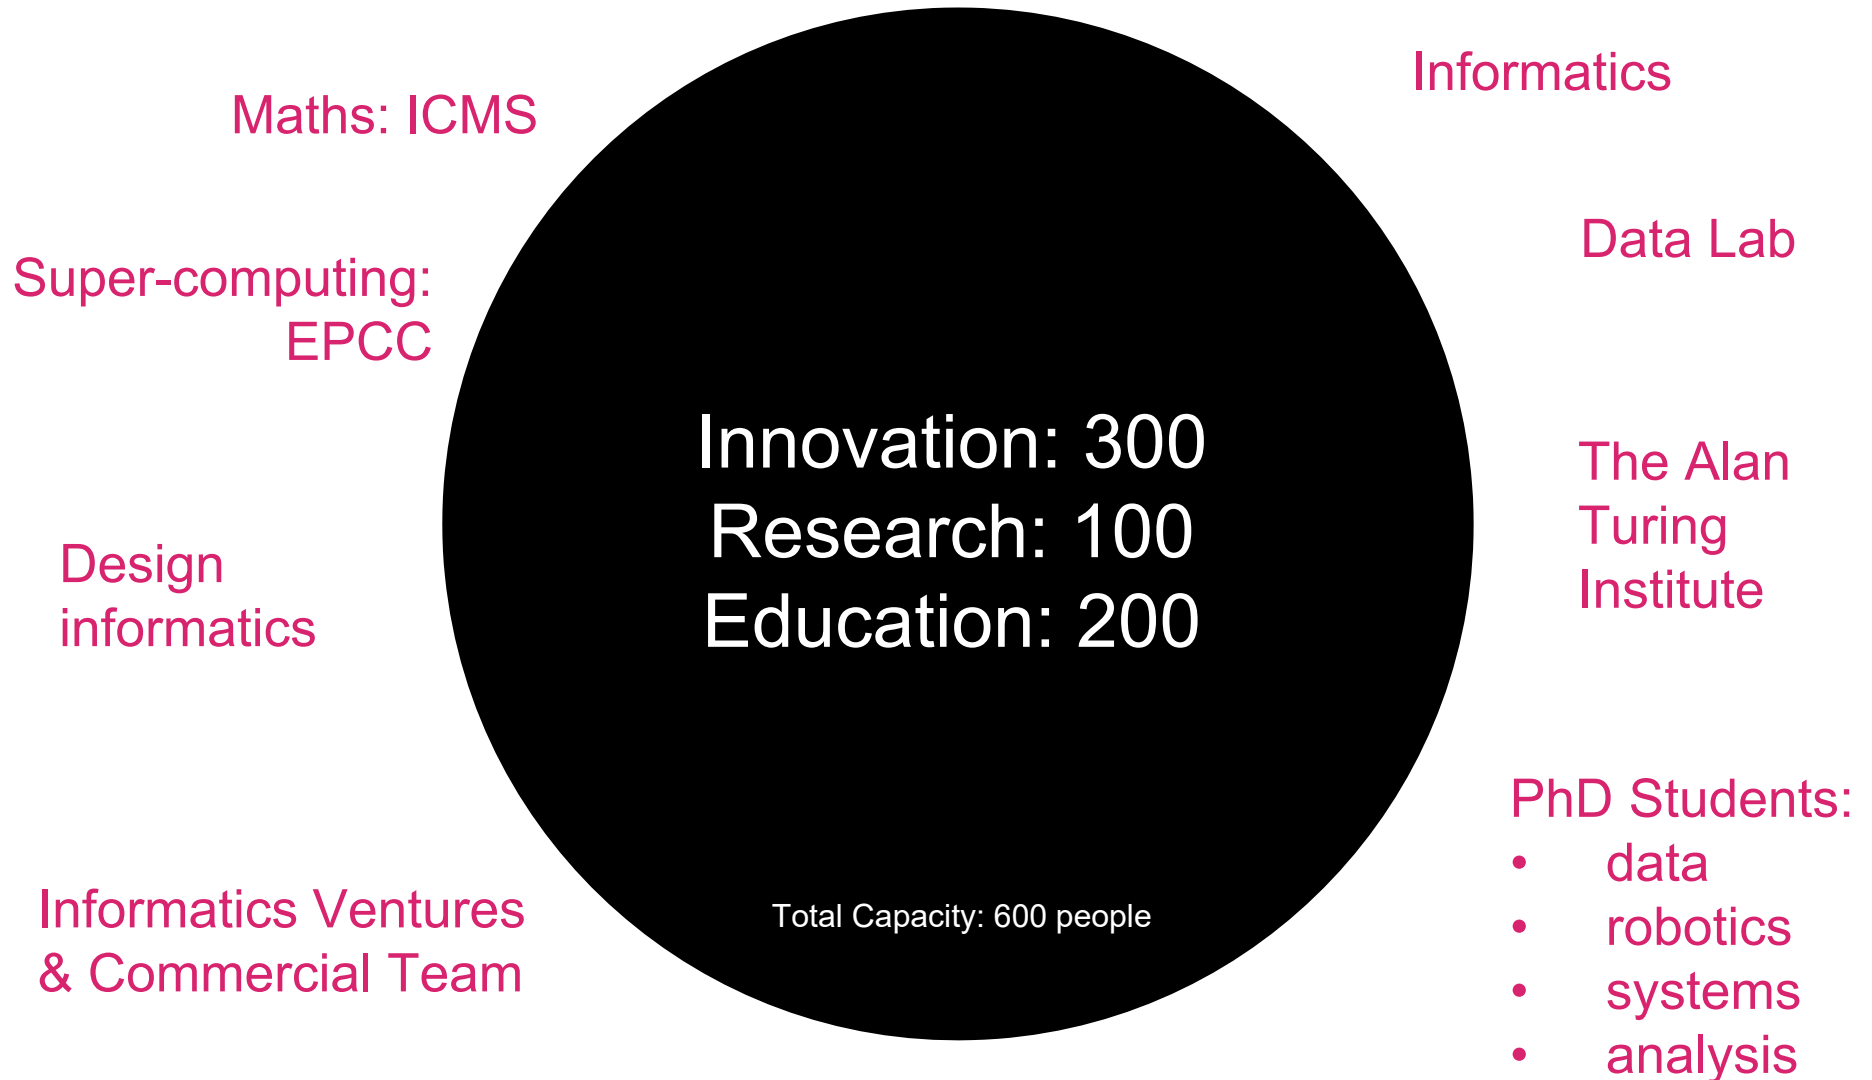 Maths: ICMS
Super-computing:
EPCC
Design
informatics
Informatics Ventures
& Commercial Team
Innovation: 300
Research: 100
Education: 200
Total Capacity: 600 people
Informatics
Data Lab
The Alan
Turing
Institute
PhD Students:
• data
• robotics
• systems
• analysis